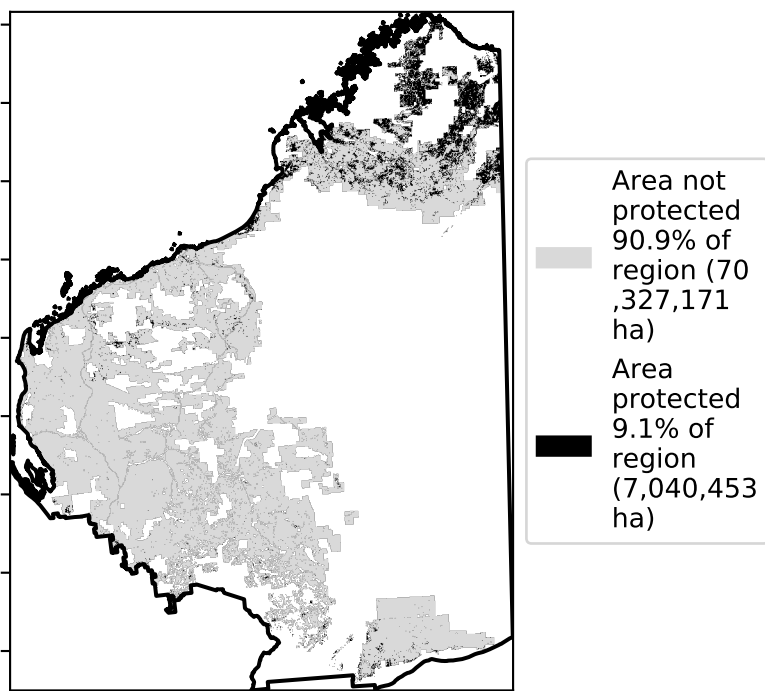 Area not
protected
90.9% of
region (70
,327,171
ha)
Area
protected
9.1% of
region
(7,040,453
ha)